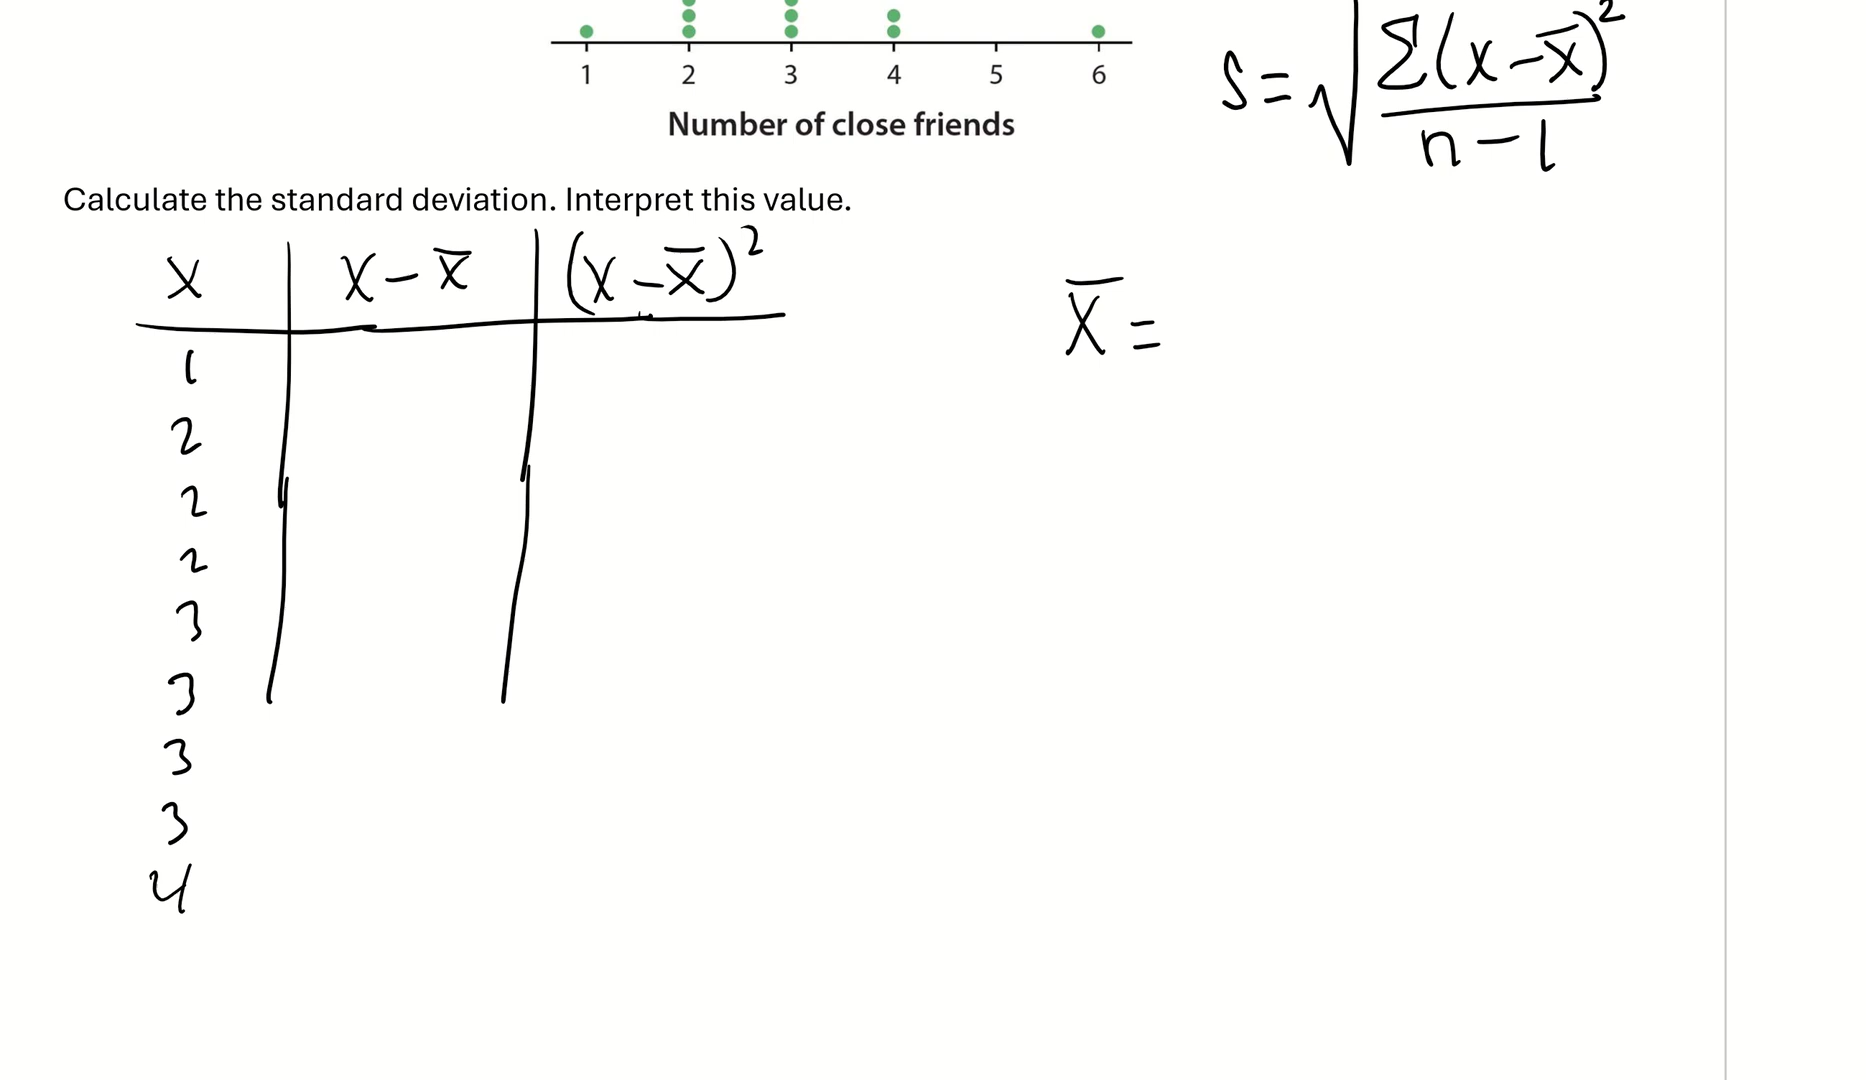 1 2 3 4 5 6
Number of close friends
S = √ Σ(x - x̄)² / n - 1
Calculate the standard deviation. Interpret this value.
x | x - x̄ | (x - x̄)²
x̄ =
1
2
2
2
3
3
3
3
4